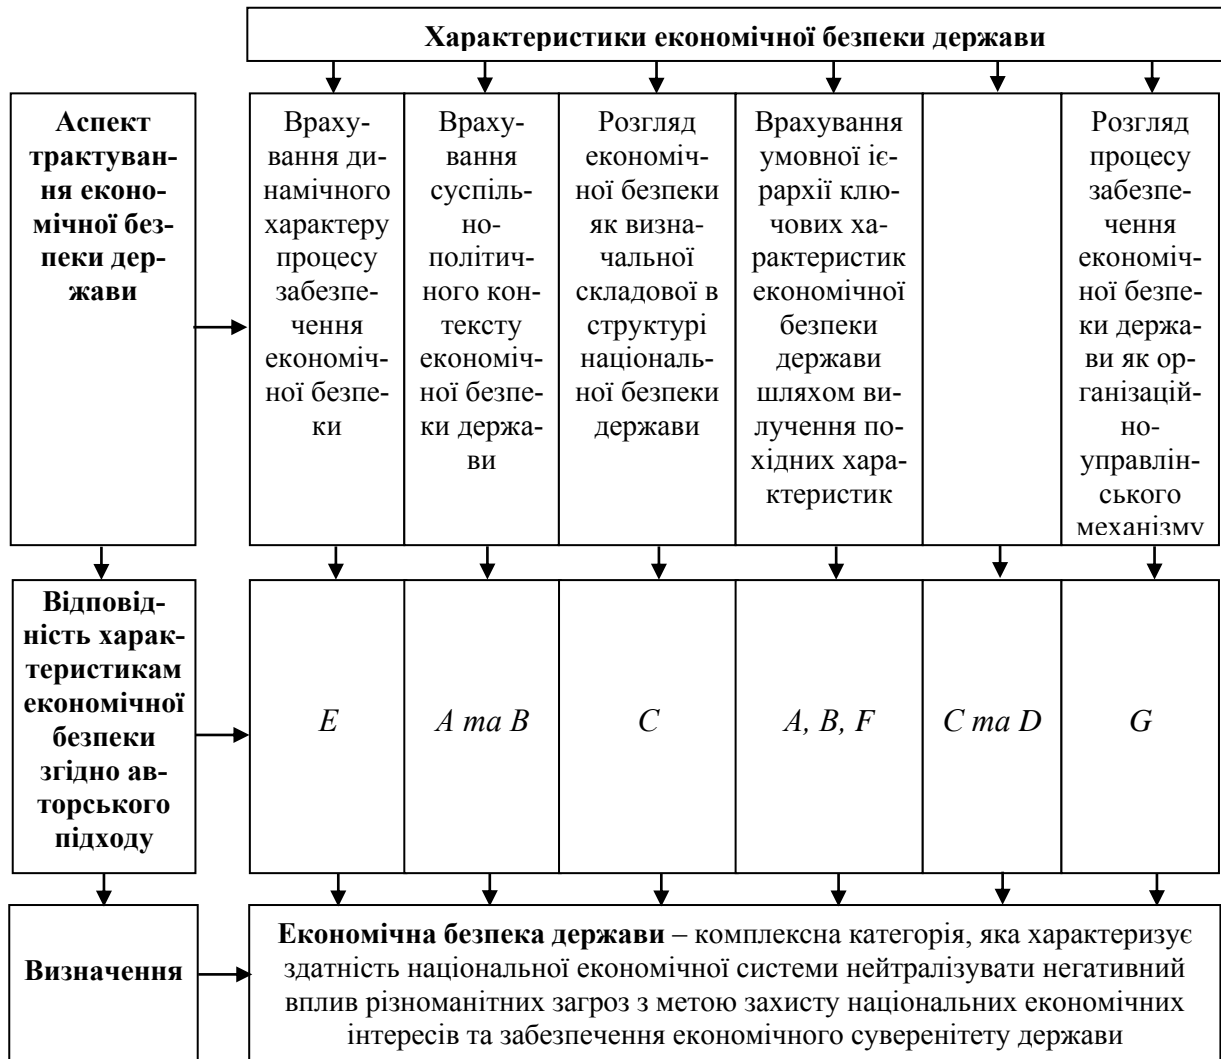 Характеристики економічної безпеки держави
Аспект
трактуван-
ня еконо-
мічної без-
пеки дер-
жави
Враху-
вання ди-
намічного
характеру
процесу
забезпе-
чення
економіч-
ної безпе-
ки
Враху-
вання
суспіль-
но-
політич-
ного кон-
тексту
економіч-
ної безпе-
ки держа-
ви
Розгляд
економіч-
ної безпеки
як визна-
чальної
складової в
структурі
національ-
ної безпеки
держави
Врахування
умовної іє-
рархії клю-
чових ха-
рактеристик
економічної
безпеки
держави
шляхом ви-
лучення по-
хідних хара-
ктеристик
Розгляд
процесу
забезпе-
чення
економіч-
ної безпе-
ки держа-
ви як ор-
ганізацій-
но-
управлін-
ського
механізму
Відповід-
ність харак-
теристикам
економічної
безпеки
згідно ав-
торського
підходу
E
A та B
C
A, B, F
C та D
G
Визначення
Економічна безпека держави – комплексна категорія, яка характеризує
здатність національної економічної системи нейтралізувати негативний
вплив різноманітних загроз з метою захисту національних економічних
інтересів та забезпечення економічного суверенітету держави